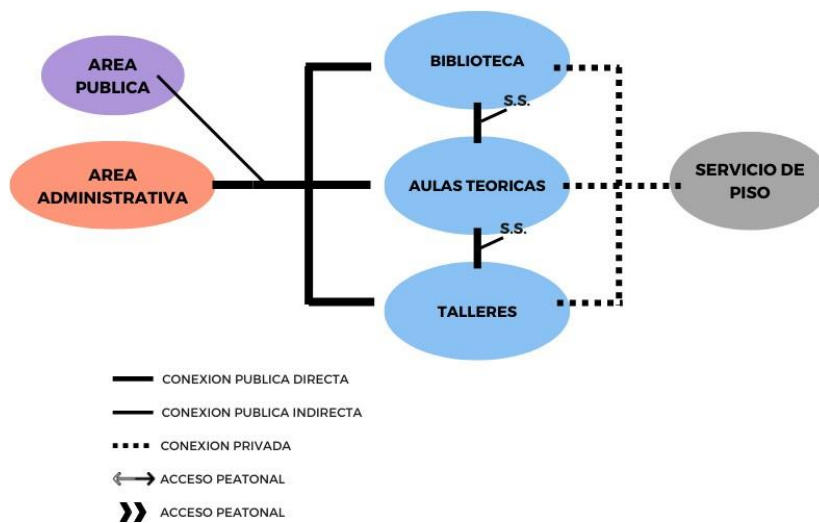 AREA
PUBLICA
BIBLIOTECA
S.S.
AREA
ADMINISTRATIVA
AULAS TEORICAS
SERVICIO DE
PISO
S.S.
TALLERES
CONEXION PUBLICA DIRECTA
CONEXION PUBLICA INDIRECTA
CONEXION PRIVADA
ACCESO PEATONAL
ACCESO PEATONAL